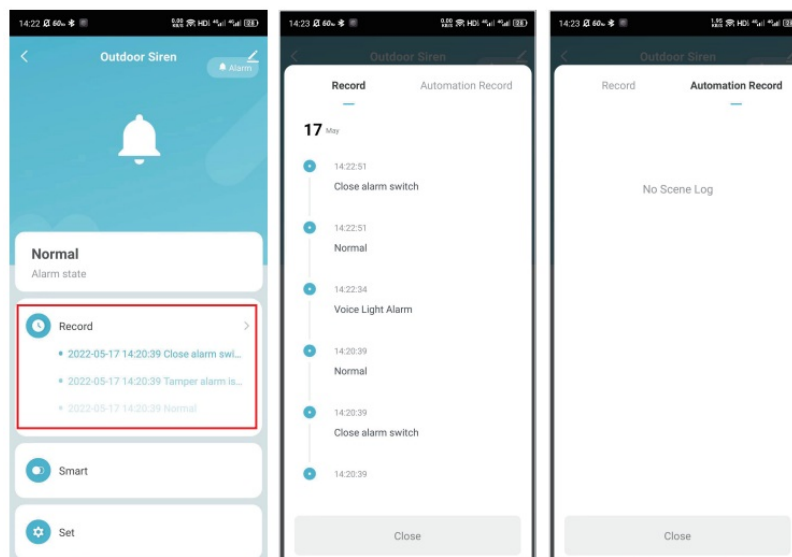 14:22
Outdoor Siren
Alarm
Normal
Alarm state
Record
2022-05-17 14:20:39 Close alarm swi...
2022-05-17 14:20:39 Tamper alarm is...
2022-05-17 14:20:39 Normal
Smart
Set
14:23
Outdoor Siren
Record
Automation Record
17 May
14:22:51
Close alarm switch
14:22:51
Normal
14:22:34
Voice Light Alarm
14:20:39
Normal
14:20:39
Close alarm switch
14:20:39
Close
14:23
Outdoor Siren
Record
Automation Record
No Scene Log
Close